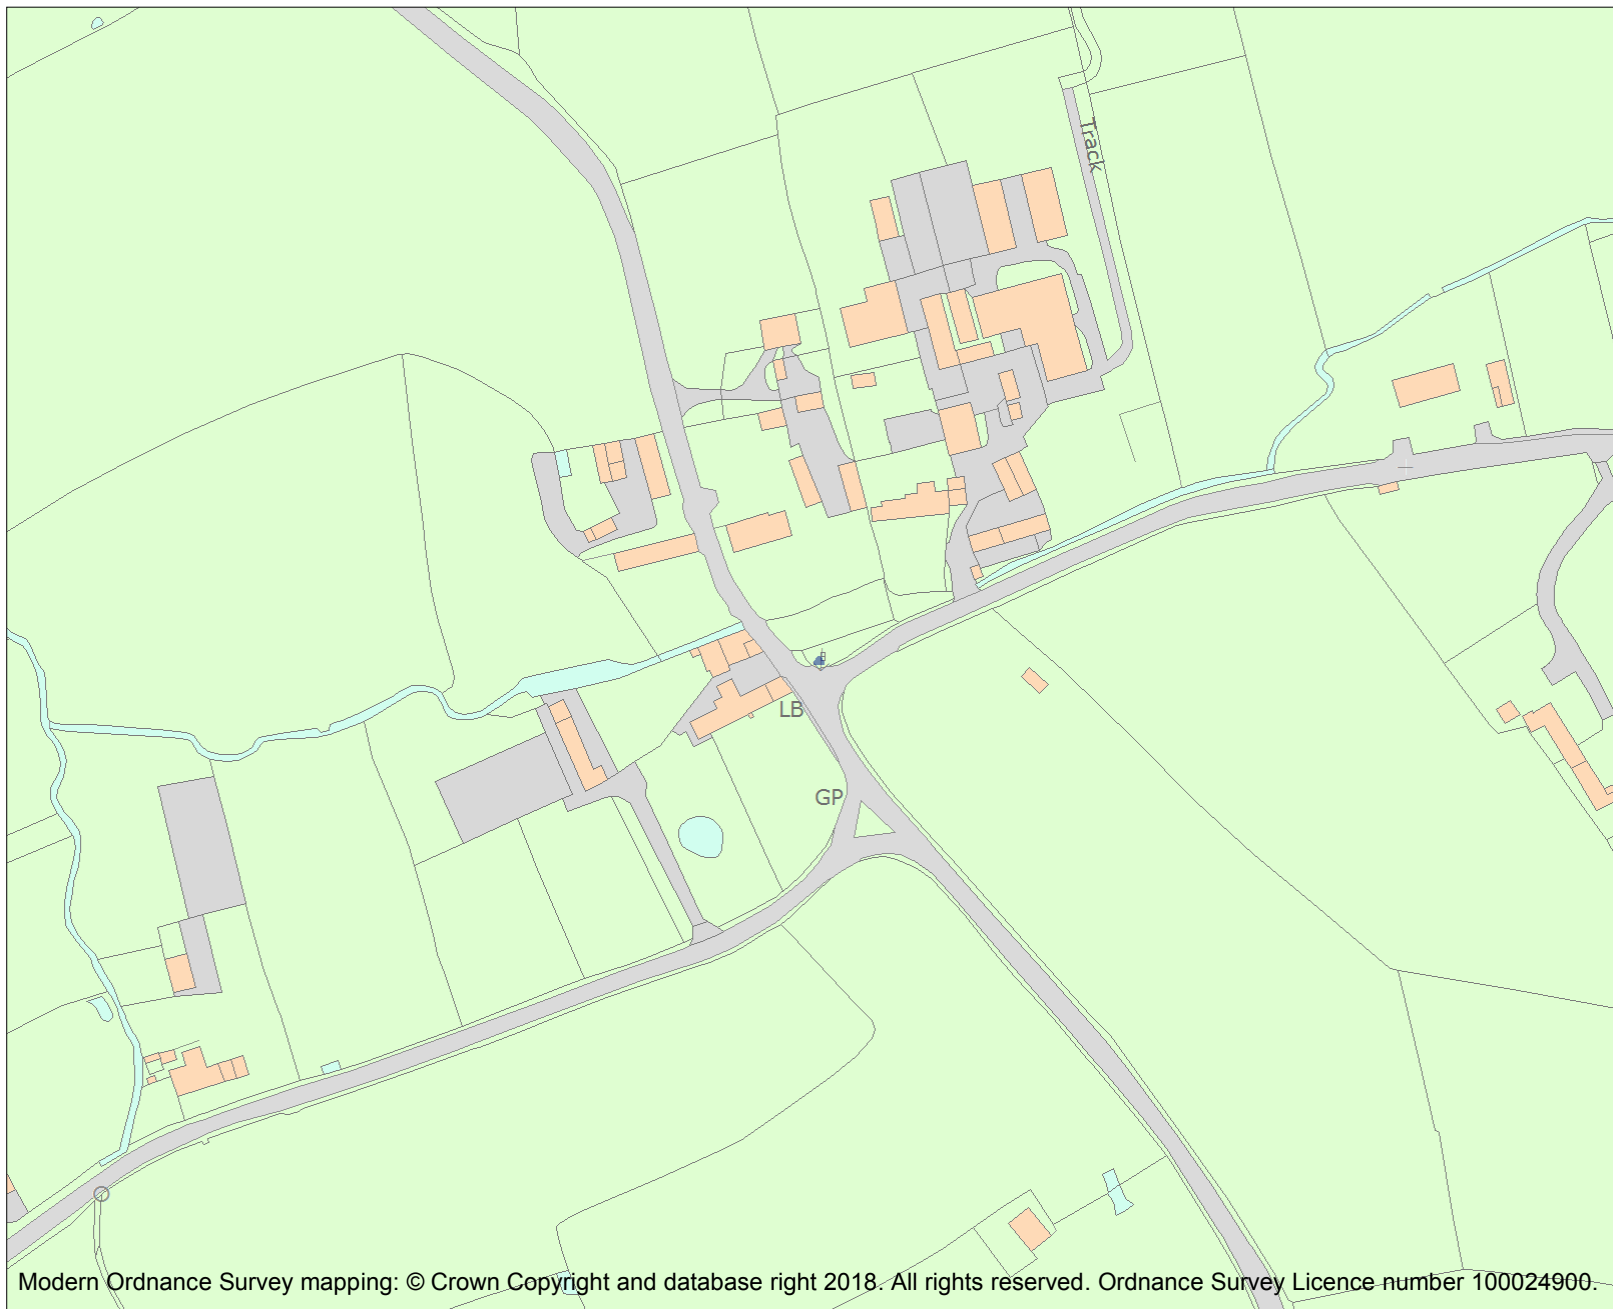 Track
LB
GP
Modern Ordnance Survey mapping: © Crown Copyright and database right 2018. All rights reserved. Ordnance Survey Licence number 100024900.